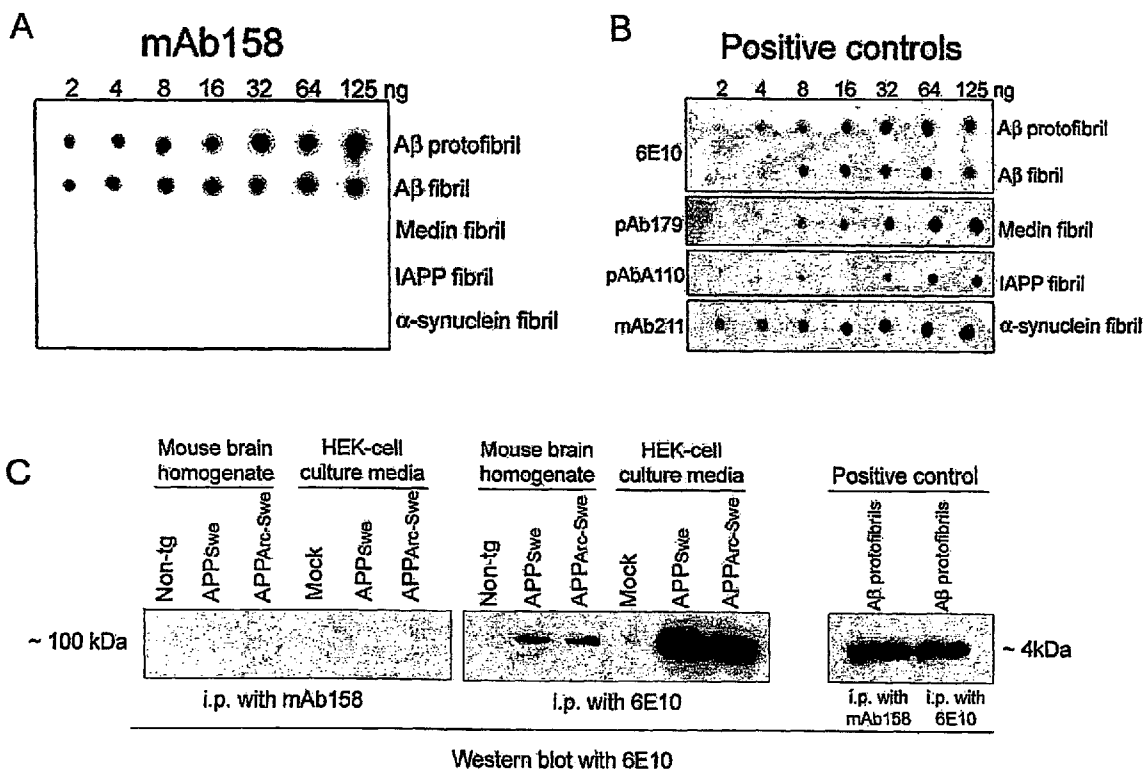 A
mAb158
2 4 8 16 32 64 125 ng
Aβ protofibril
Aβ fibril
Medin fibril
IAPP fibril
α-synuclein fibril
B
Positive controls
2 4 8 16 32 64 125 ng
6E10
Aβ protofibril
Aβ fibril
pAb179
Medin fibril
pAbA110
IAPP fibril
mAb211
α-synuclein fibril
C
Mouse brain homogenate
HEK-cell culture media
Non-tg
APPSwe
APPArc-Swe
Mock
APPSwe
APPArc-Swe
~ 100 kDa
i.p. with mAb158
Mouse brain homogenate
HEK-cell culture media
Non-tg
APPSwe
APPArc-Swe
Mock
APPSwe
APPArc-Swe
i.p. with 6E10
Positive control
Aβ protofibrils
Aβ protofibrils
~ 4kDa
i.p. with mAb158
i.p. with 6E10
Western blot with 6E10